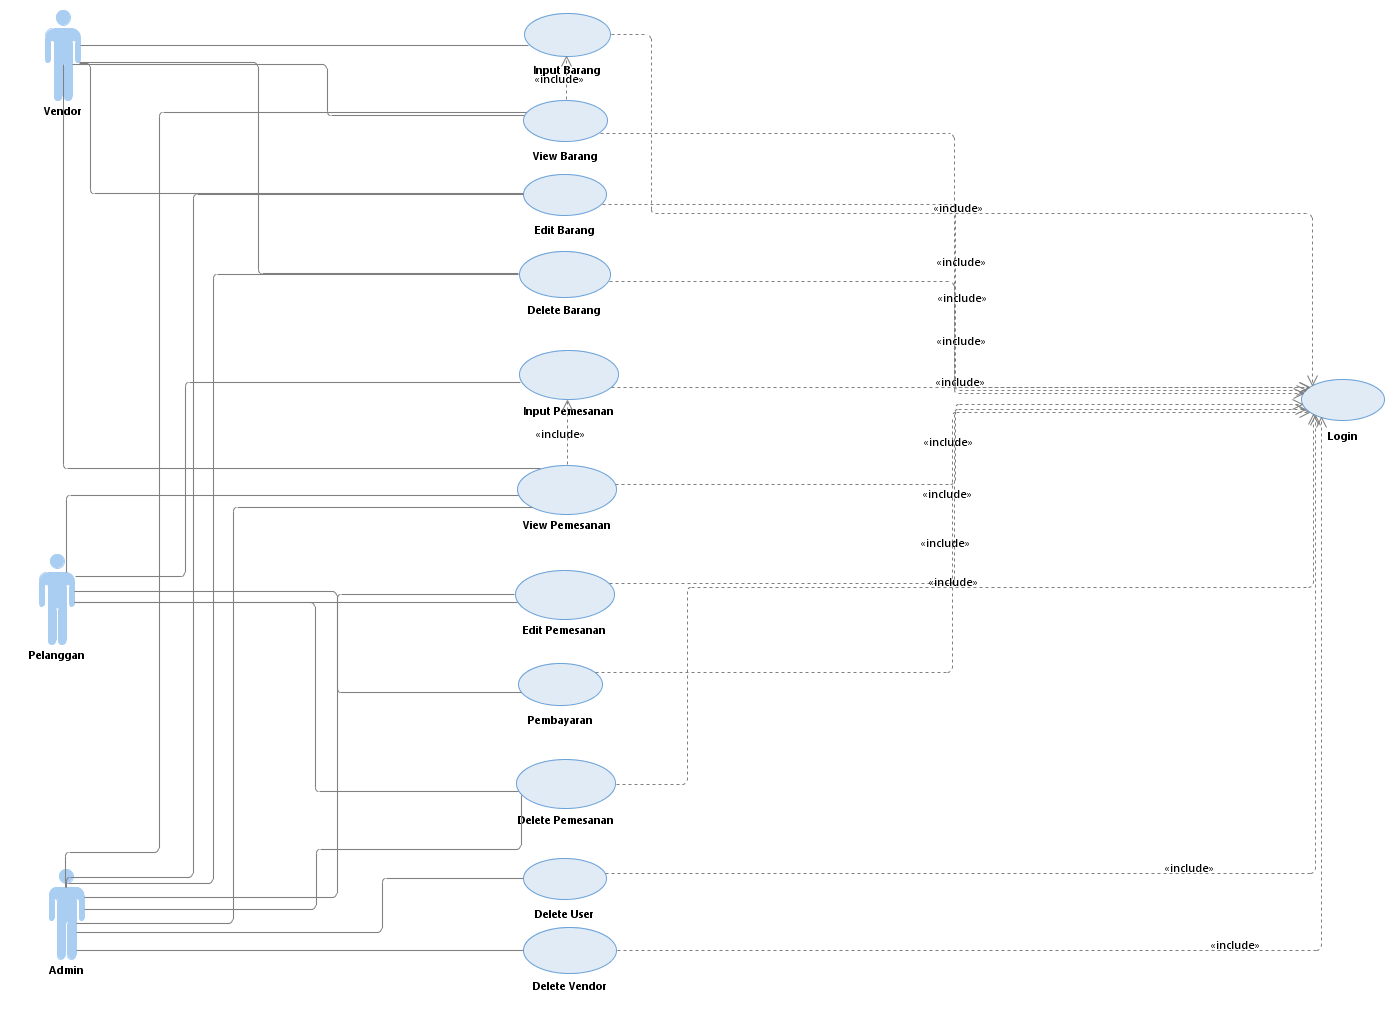 Vendor
Input Barang
«include»
View Barang
Edit Barang
«include»
Delete Barang
«include»
«include»
«include»
Input Pemesanan
«include»
Login
«include»
«include»
View Pemesanan
«include»
«include»
Edit Pemesanan
«include»
Pelanggan
Pembayaran
Delete Pemesanan
Delete User
«include»
Admin
Delete Vendor
«include»